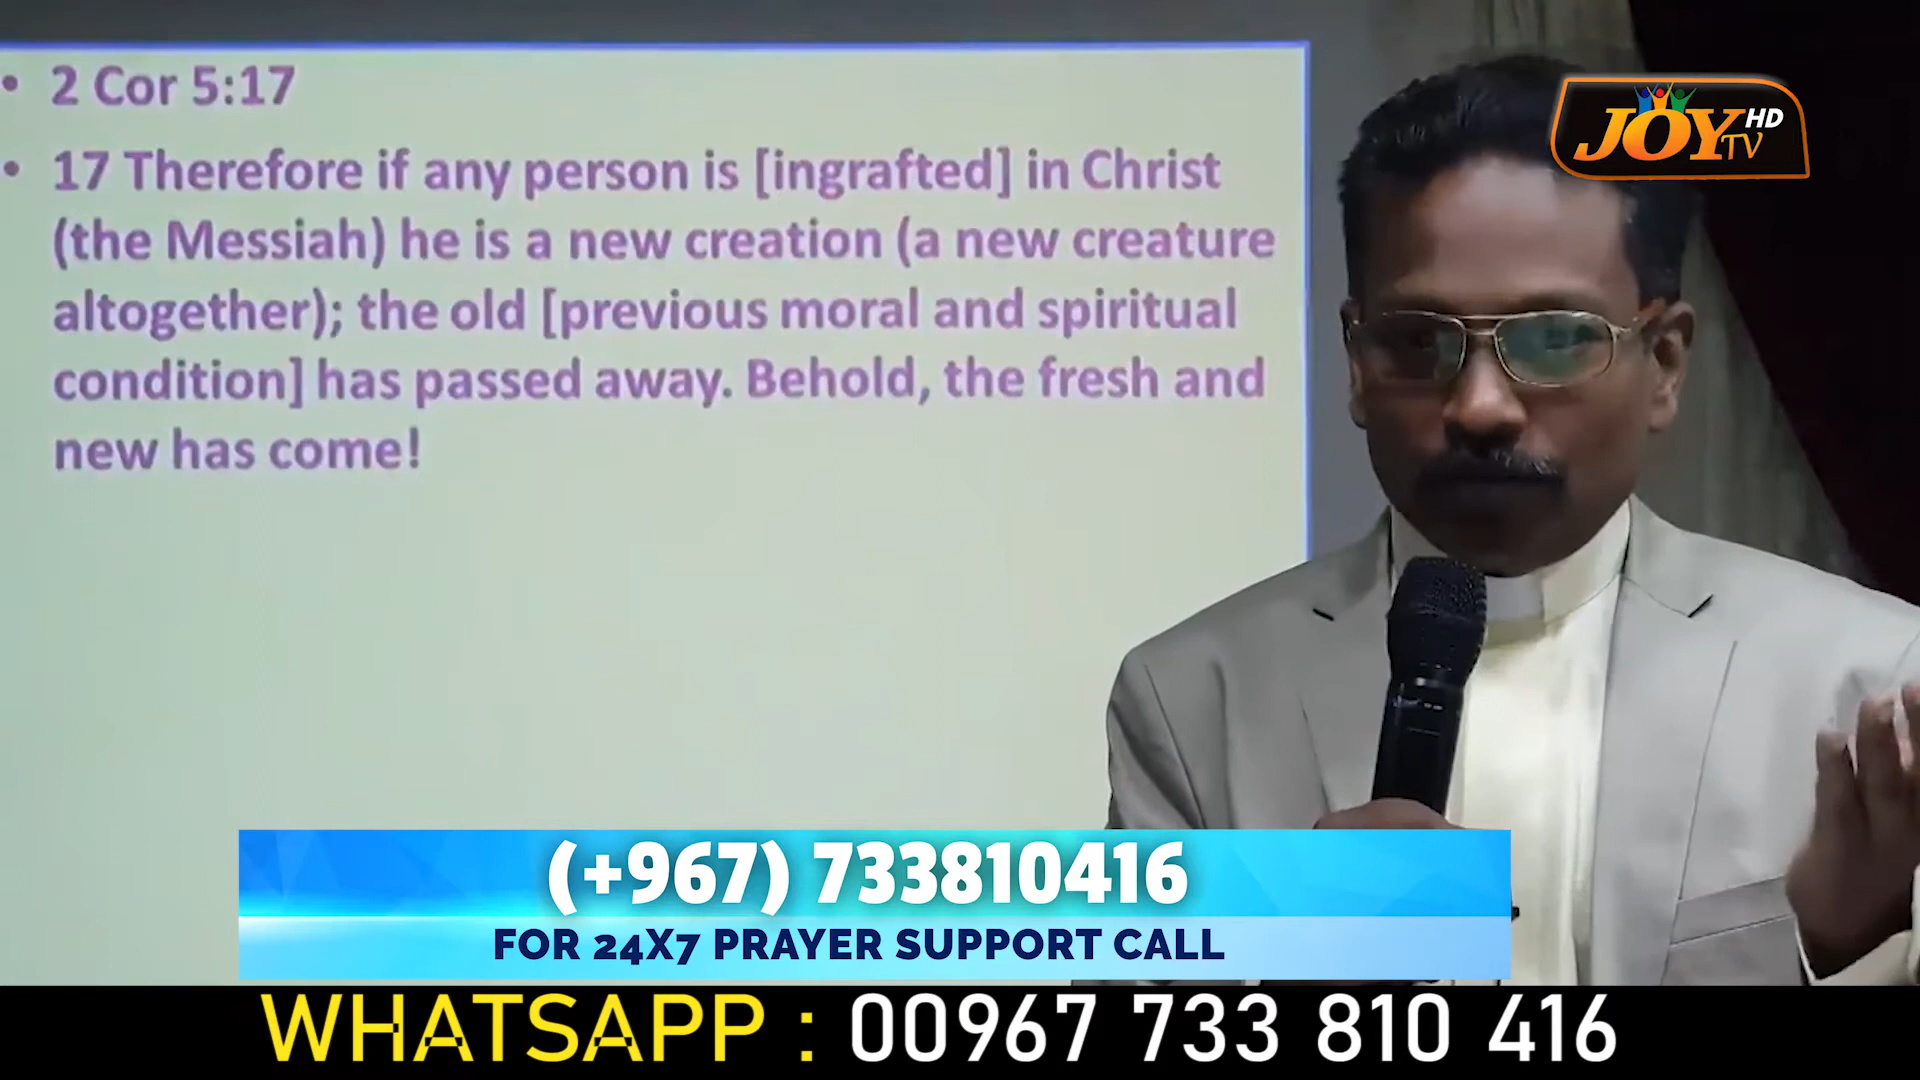 • 2 Cor 5:17
• 17 Therefore if any person is [ingrafted] in Christ
(the Messiah) he is a new creation (a new creature
altogether); the old [previous moral and spiritual
condition] has passed away. Behold, the fresh and
new has come!
JOY HD
TV
(+967) 733810416
FOR 24X7 PRAYER SUPPORT CALL
WHATSAPP : 00967 733 810 416